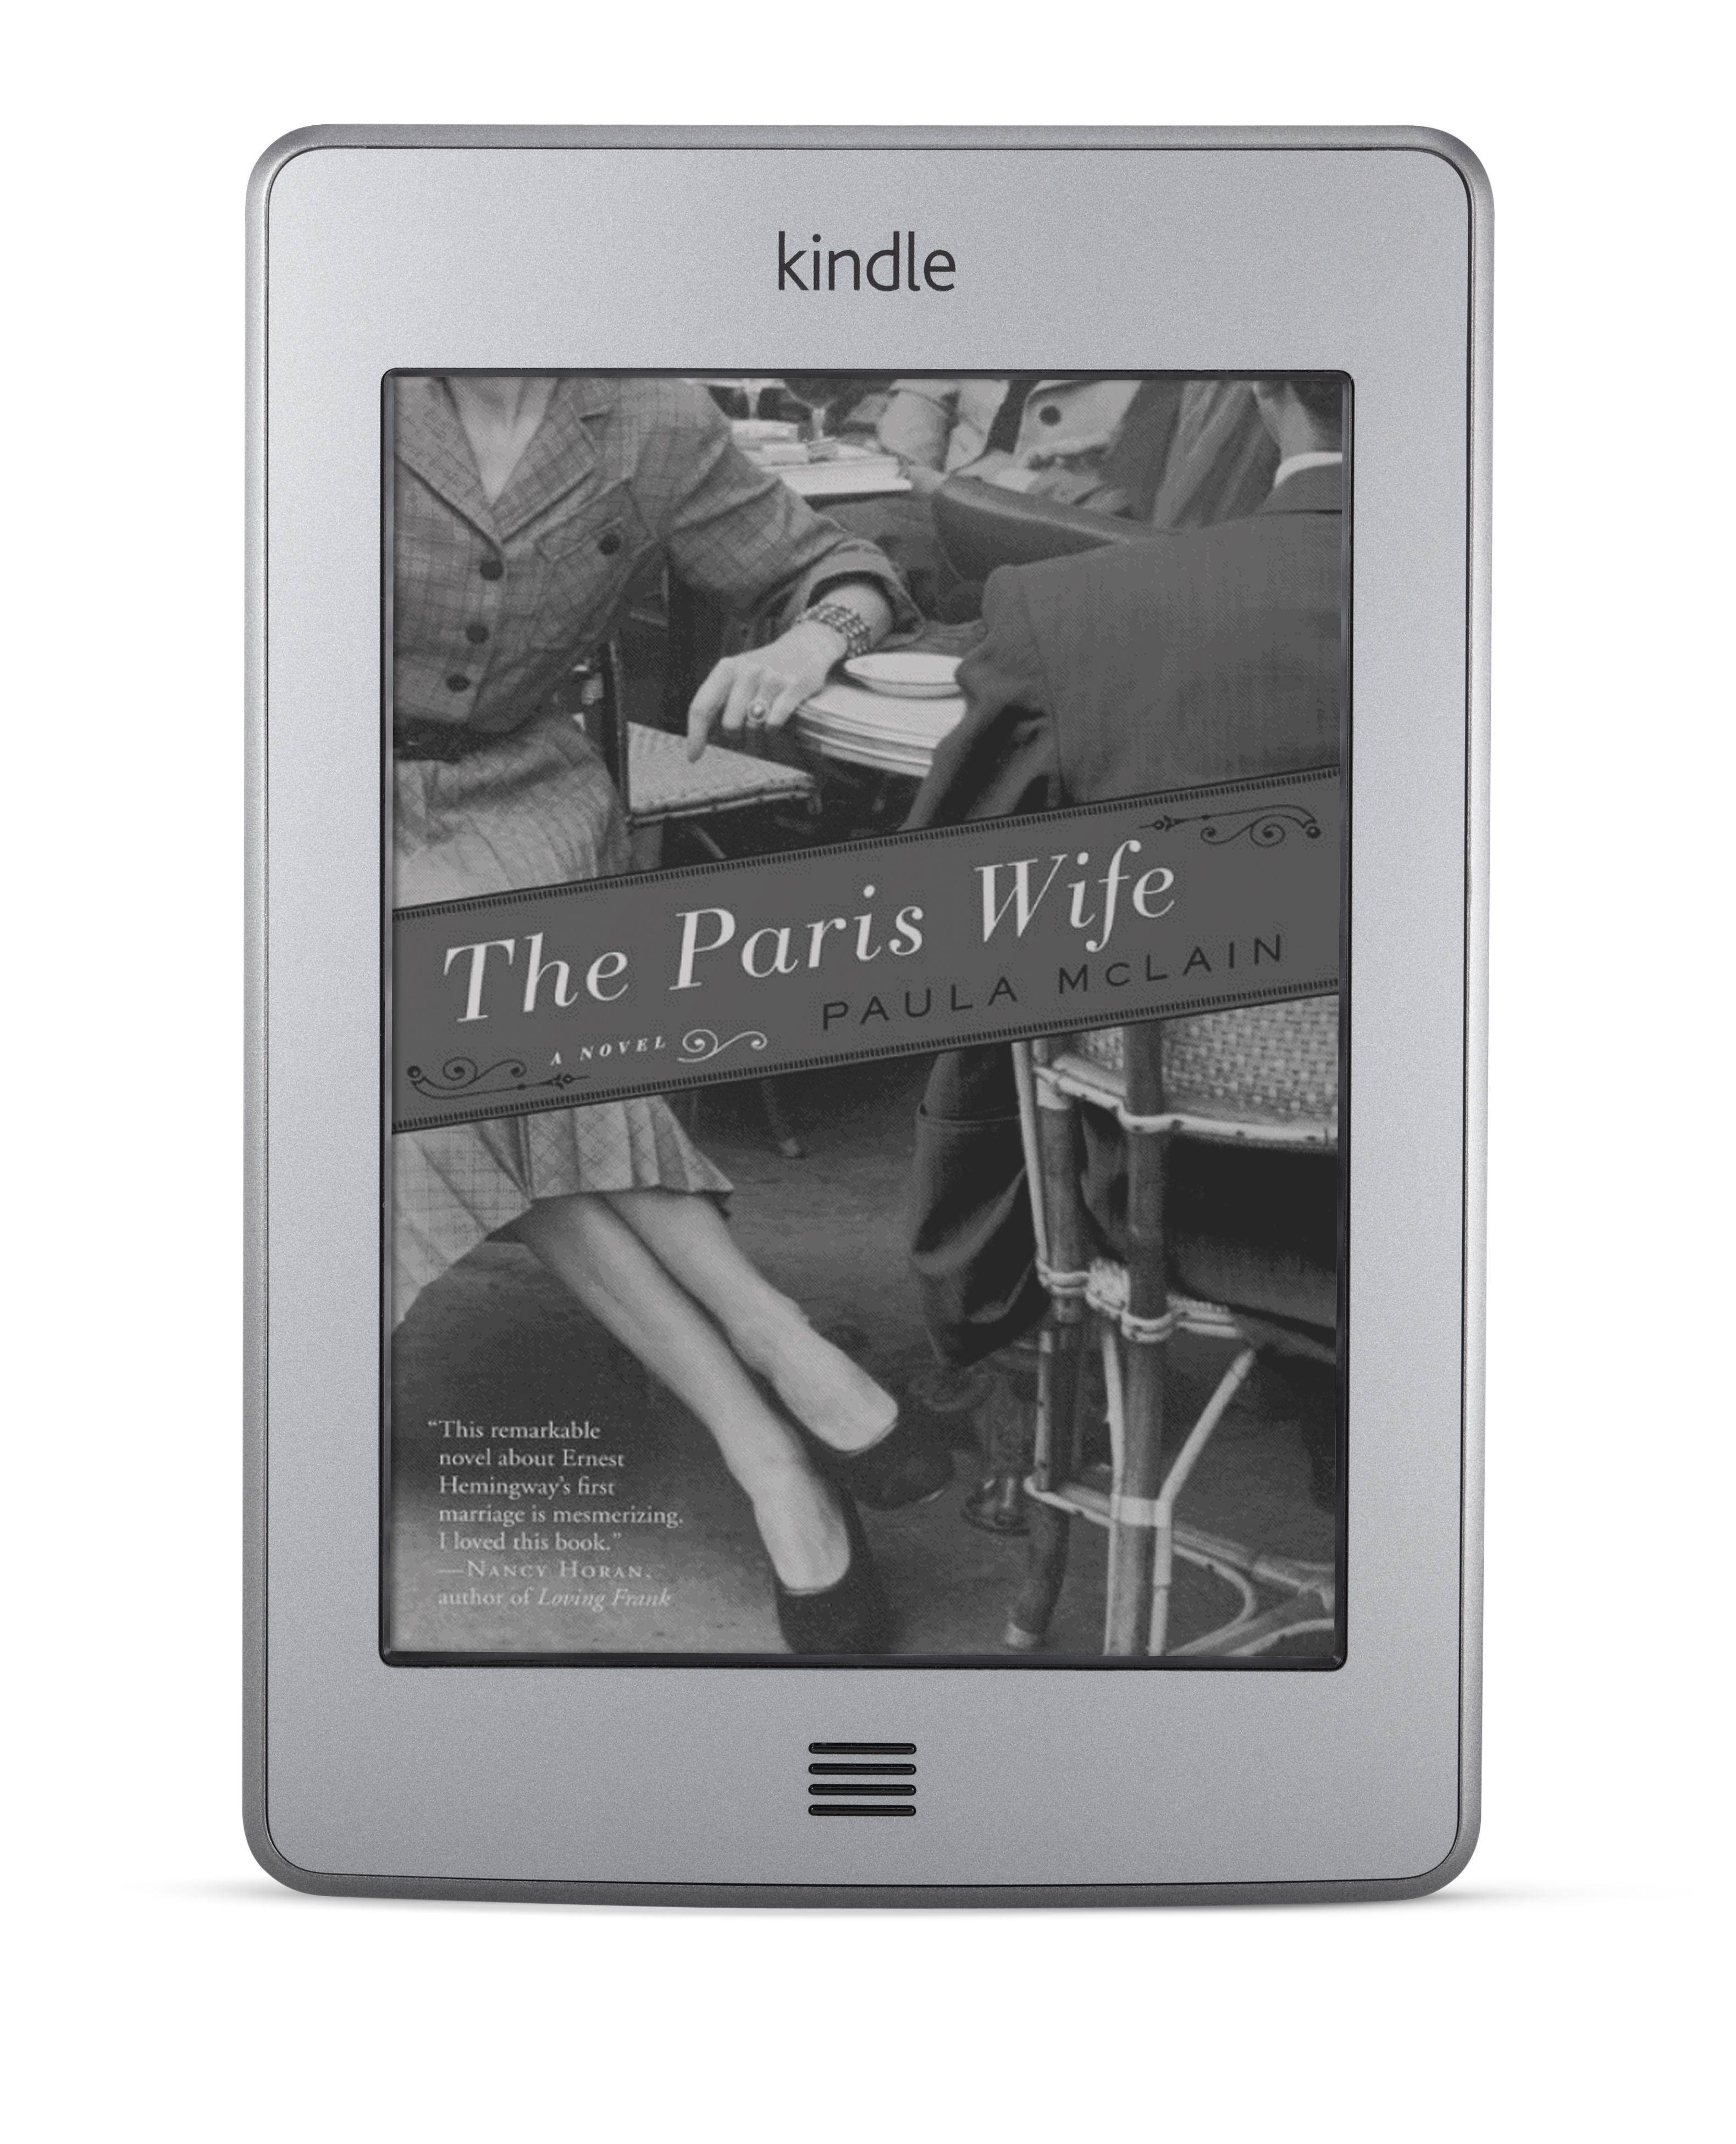 kindle
The Paris Wife
A NOVEL
PAULA MCLAIN
“This remarkable
novel about Ernest
Hemingway’s first
marriage is mesmerizing.
I loved this book.”
—NANCY HORAN,
author of Loving Frank